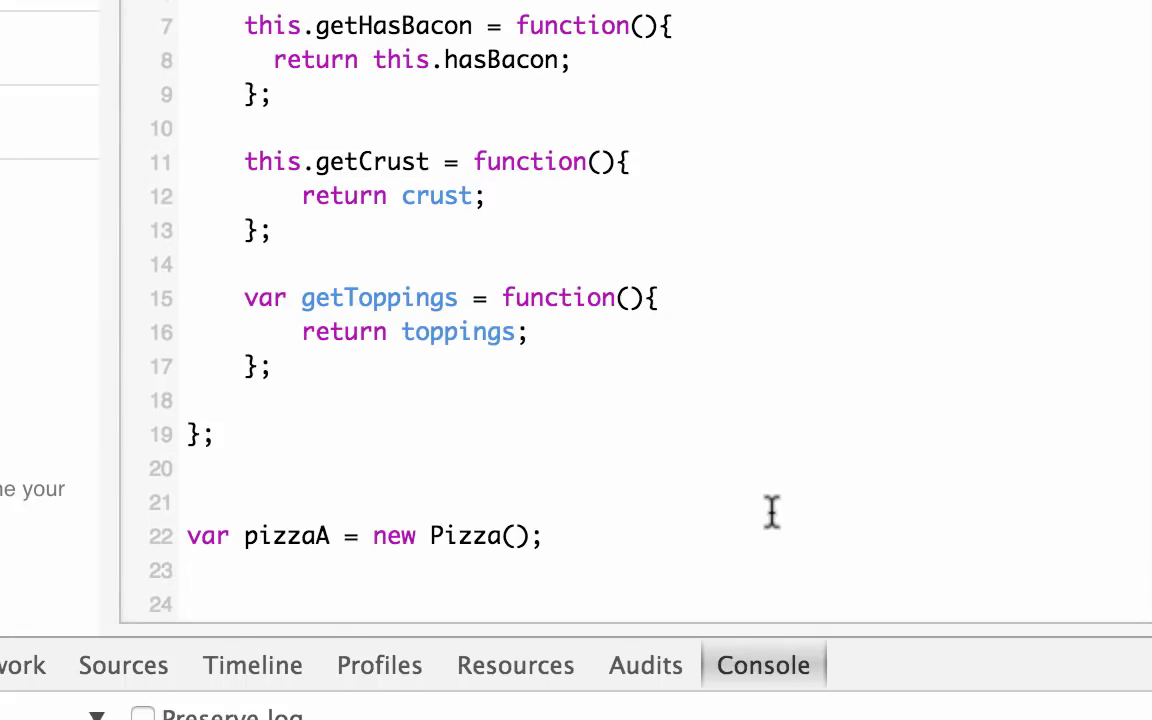 7 this.getHasBacon = function(){
8 return this.hasBacon;
9 };
10
11 this.getCrust = function(){
12 return crust;
13 };
14
15 var getToppings = function(){
16 return toppings;
17 };
18
19 };
20
21
22 var pizzaA = new Pizza();
23
24
your
Sources Timeline Profiles Resources Audits Console
Preserve log